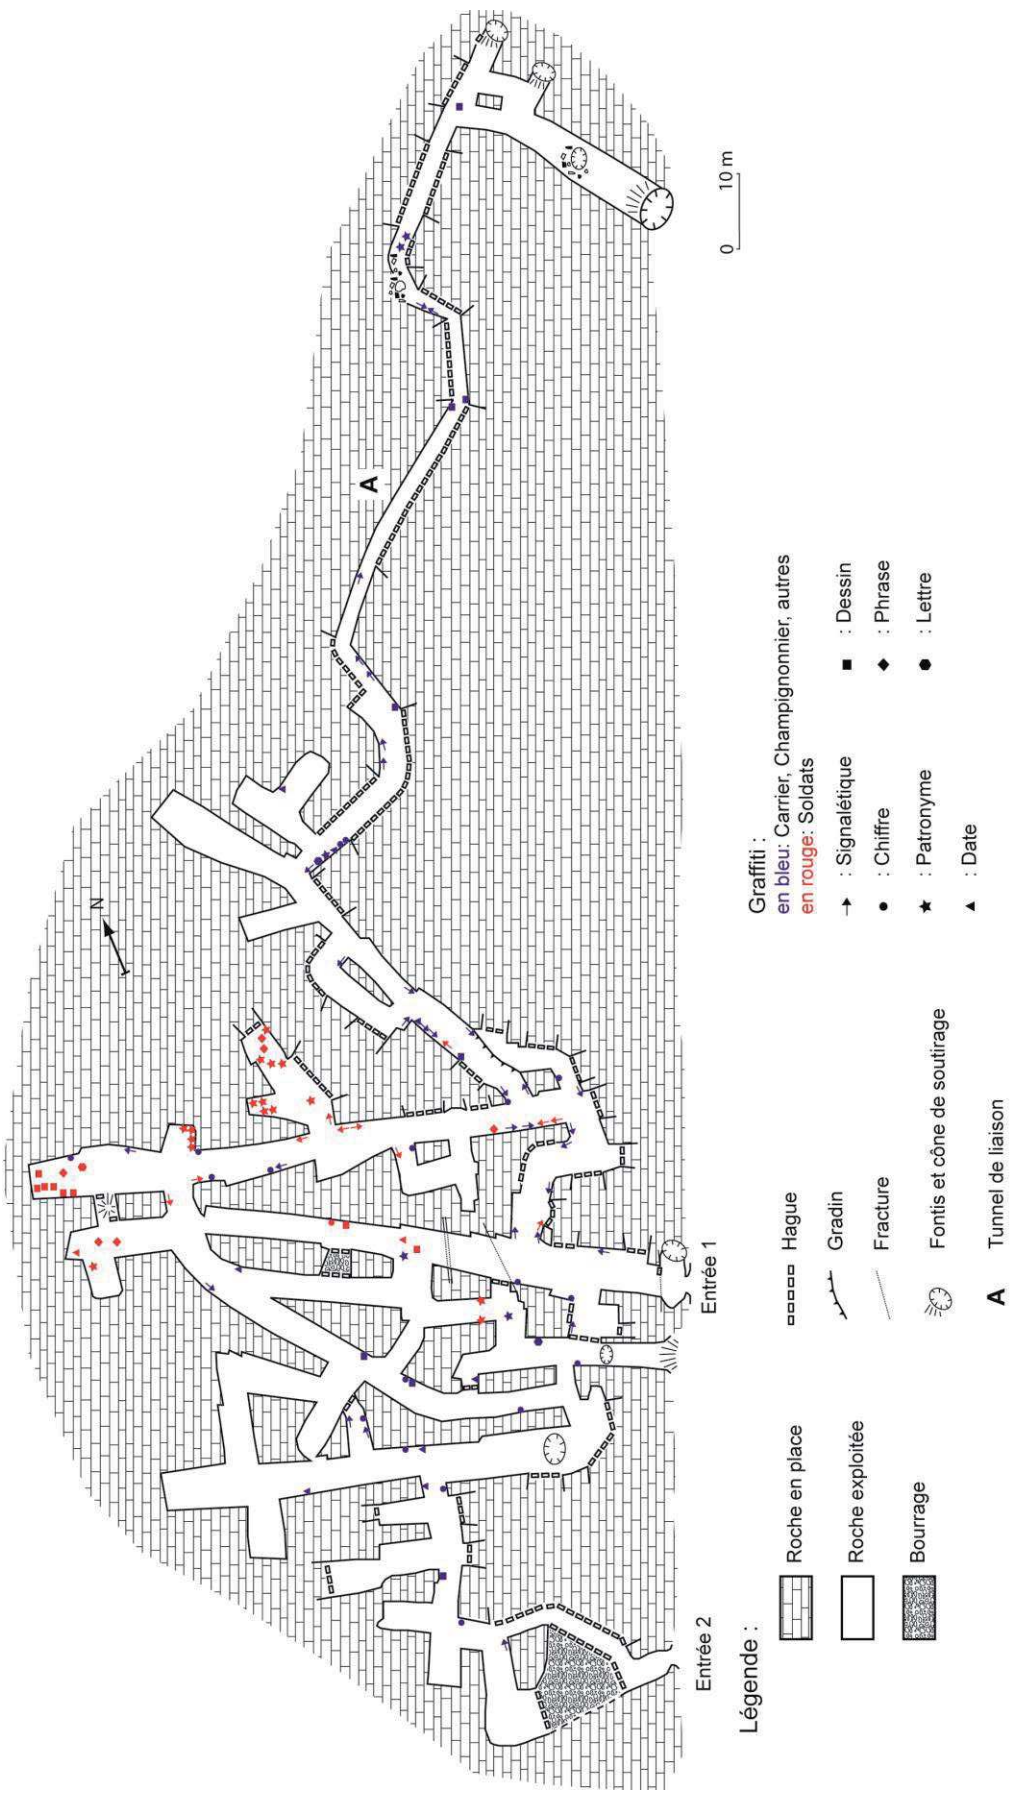 N
A
0 10 m
Entrée 2
Entrée 1
Légende :
Roche en place
Roche exploitée
Bourrage
Hague
Gradin
Fracture
Fontis et cône de soutirage
A Tunnel de liaison
Graffiti :
en bleu: Carrier, Champignonnier, autres
en rouge: Soldats
: Signalétique
: Chiffre
: Patronyme
: Date
: Dessin
: Phrase
: Lettre